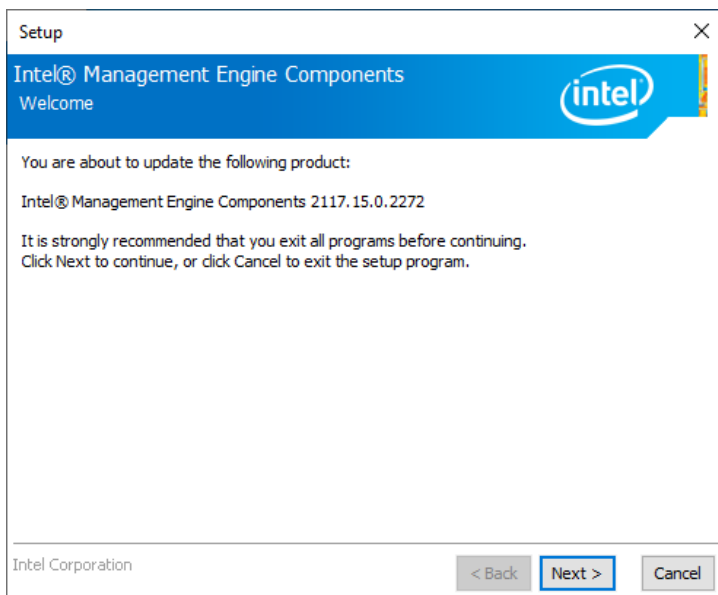 Setup
Intel® Management Engine Components
Welcome
intel
You are about to update the following product:
Intel® Management Engine Components 2117.15.0.2272
It is strongly recommended that you exit all programs before continuing.
Click Next to continue, or click Cancel to exit the setup program.
Intel Corporation
< Back Next > Cancel